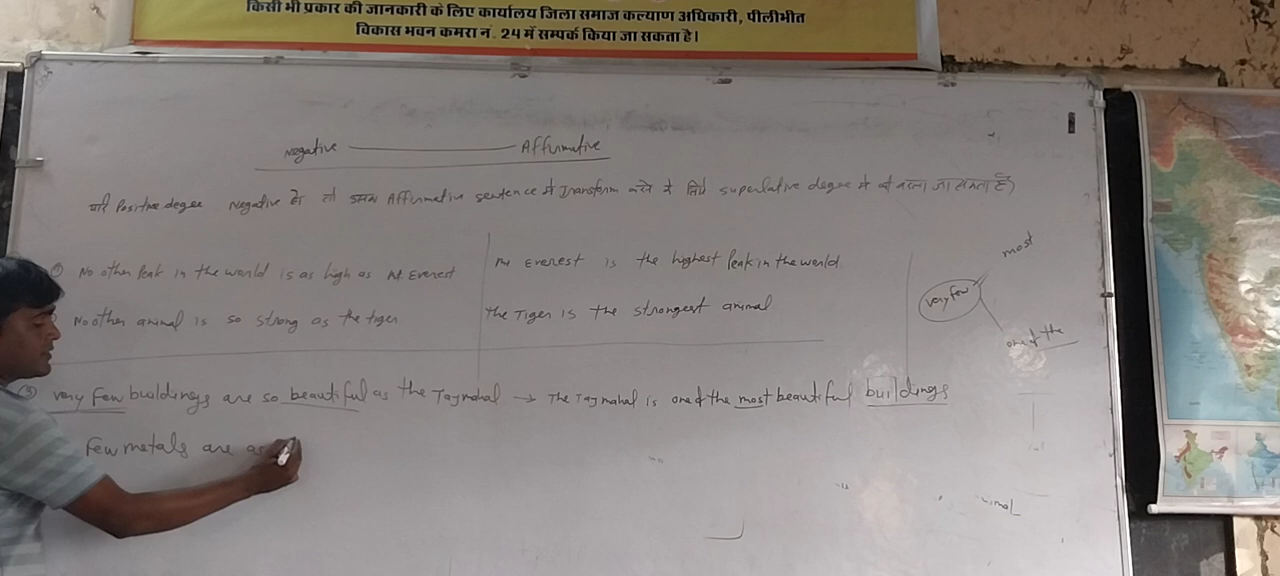 किसी भी प्रकार की जानकारी के लिए कार्यालय जिला समाज कल्याण अधिकारी, पीलीभीत
विकास भवन कमरा नं. 24 में सम्पर्क किया जा सकता है।
Negative — Affirmative
यदि Positive degee Negative हो तो उसका Affirmative sentence में Transform करने के लिये superlative degree में बदला जा सकता है)
① No other Peak in the world is as high as Mt Everest
Mt Everest is the highest Peak in the world.
No other animal is so strong as the tiger
The Tiger is the strongest animal
very few
most
one of the
③ very few buildings are so beautiful as the Tajmahal → The Tajmahal is one of the most beautiful buildings
Few metals are as